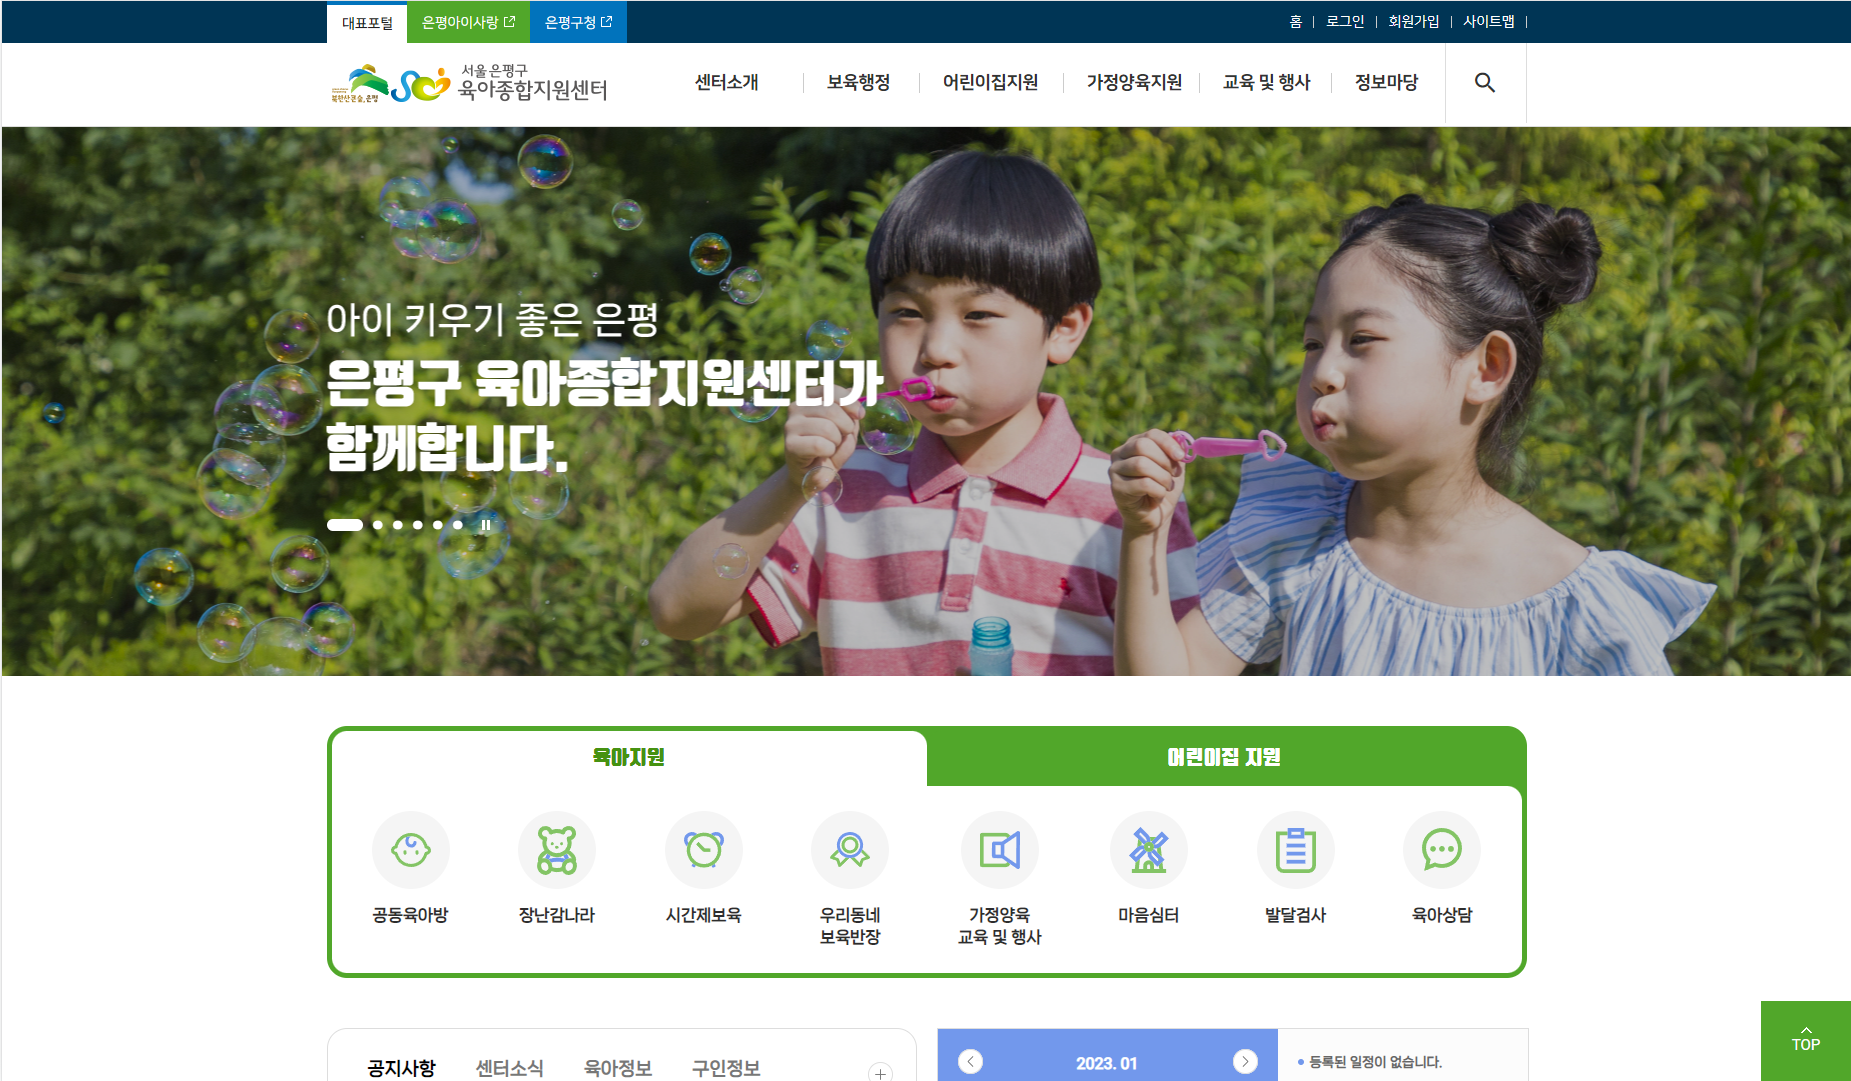 대표포털
은평아이사랑
은평구청
홈
로그인
회원가입
사이트맵
북한산 큰숲, 은평
서울 은평구
육아종합지원센터
센터소개
보육행정
어린이집지원
가정양육지원
교육 및 행사
정보마당
아이 키우기 좋은 은평
은평구 육아종합지원센터가
함께합니다.
육아지원
어린이집 지원
공동육아방
장난감나라
시간제보육
우리동네
보육반장
가정양육
교육 및 행사
마음쉼터
발달검사
육아상담
공지사항
센터소식
육아정보
구인정보
2023. 01
등록된 일정이 없습니다.
TOP